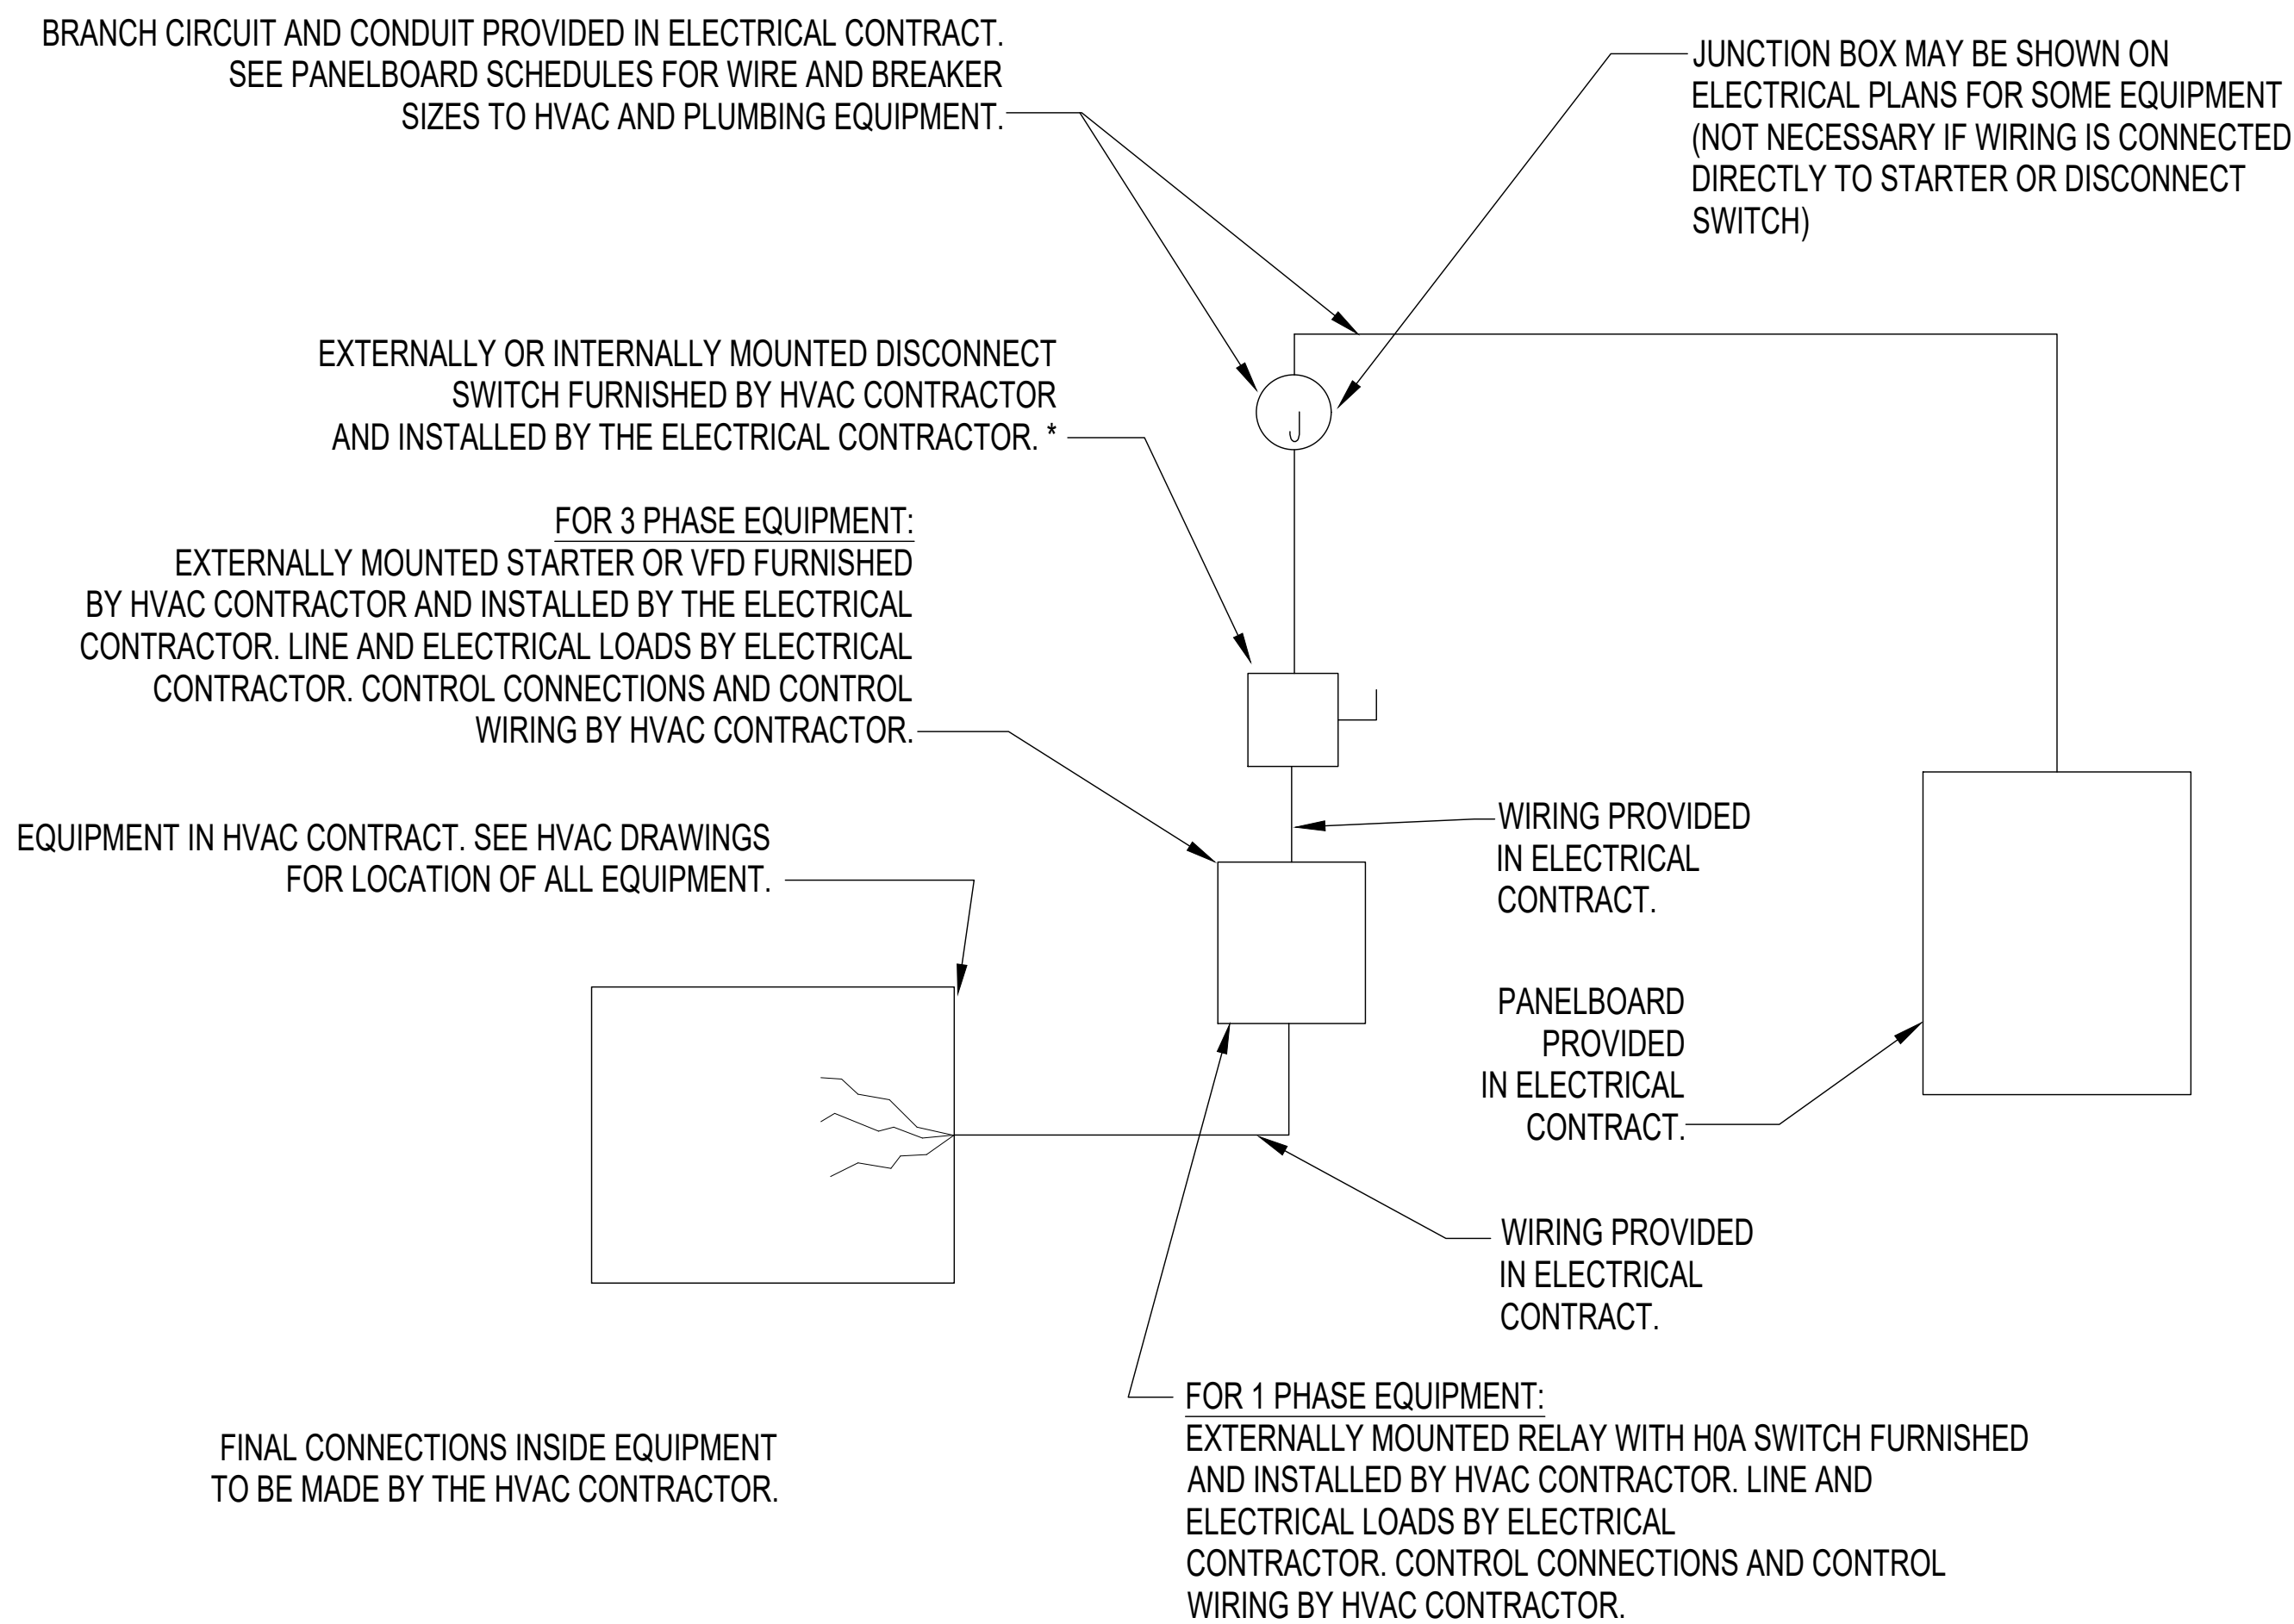 BRANCH CIRCUIT AND CONDUIT PROVIDED IN ELECTRICAL CONTRACT.
SEE PANELBOARD SCHEDULES FOR WIRE AND BREAKER
SIZES TO HVAC AND PLUMBING EQUIPMENT.
JUNCTION BOX MAY BE SHOWN ON
ELECTRICAL PLANS FOR SOME EQUIPMENT
(NOT NECESSARY IF WIRING IS CONNECTED
DIRECTLY TO STARTER OR DISCONNECT
SWITCH)
EXTERNALLY OR INTERNALLY MOUNTED DISCONNECT
SWITCH FURNISHED BY HVAC CONTRACTOR
AND INSTALLED BY THE ELECTRICAL CONTRACTOR. *
J
FOR 3 PHASE EQUIPMENT:
EXTERNALLY MOUNTED STARTER OR VFD FURNISHED
BY HVAC CONTRACTOR AND INSTALLED BY THE ELECTRICAL
CONTRACTOR. LINE AND ELECTRICAL LOADS BY ELECTRICAL
CONTRACTOR. CONTROL CONNECTIONS AND CONTROL
WIRING BY HVAC CONTRACTOR.
EQUIPMENT IN HVAC CONTRACT. SEE HVAC DRAWINGS
FOR LOCATION OF ALL EQUIPMENT.
WIRING PROVIDED
IN ELECTRICAL
CONTRACT.
PANELBOARD
PROVIDED
IN ELECTRICAL
CONTRACT.
WIRING PROVIDED
IN ELECTRICAL
CONTRACT.
FINAL CONNECTIONS INSIDE EQUIPMENT
TO BE MADE BY THE HVAC CONTRACTOR.
FOR 1 PHASE EQUIPMENT:
EXTERNALLY MOUNTED RELAY WITH H0A SWITCH FURNISHED
AND INSTALLED BY HVAC CONTRACTOR. LINE AND
ELECTRICAL LOADS BY ELECTRICAL
CONTRACTOR. CONTROL CONNECTIONS AND CONTROL
WIRING BY HVAC CONTRACTOR.